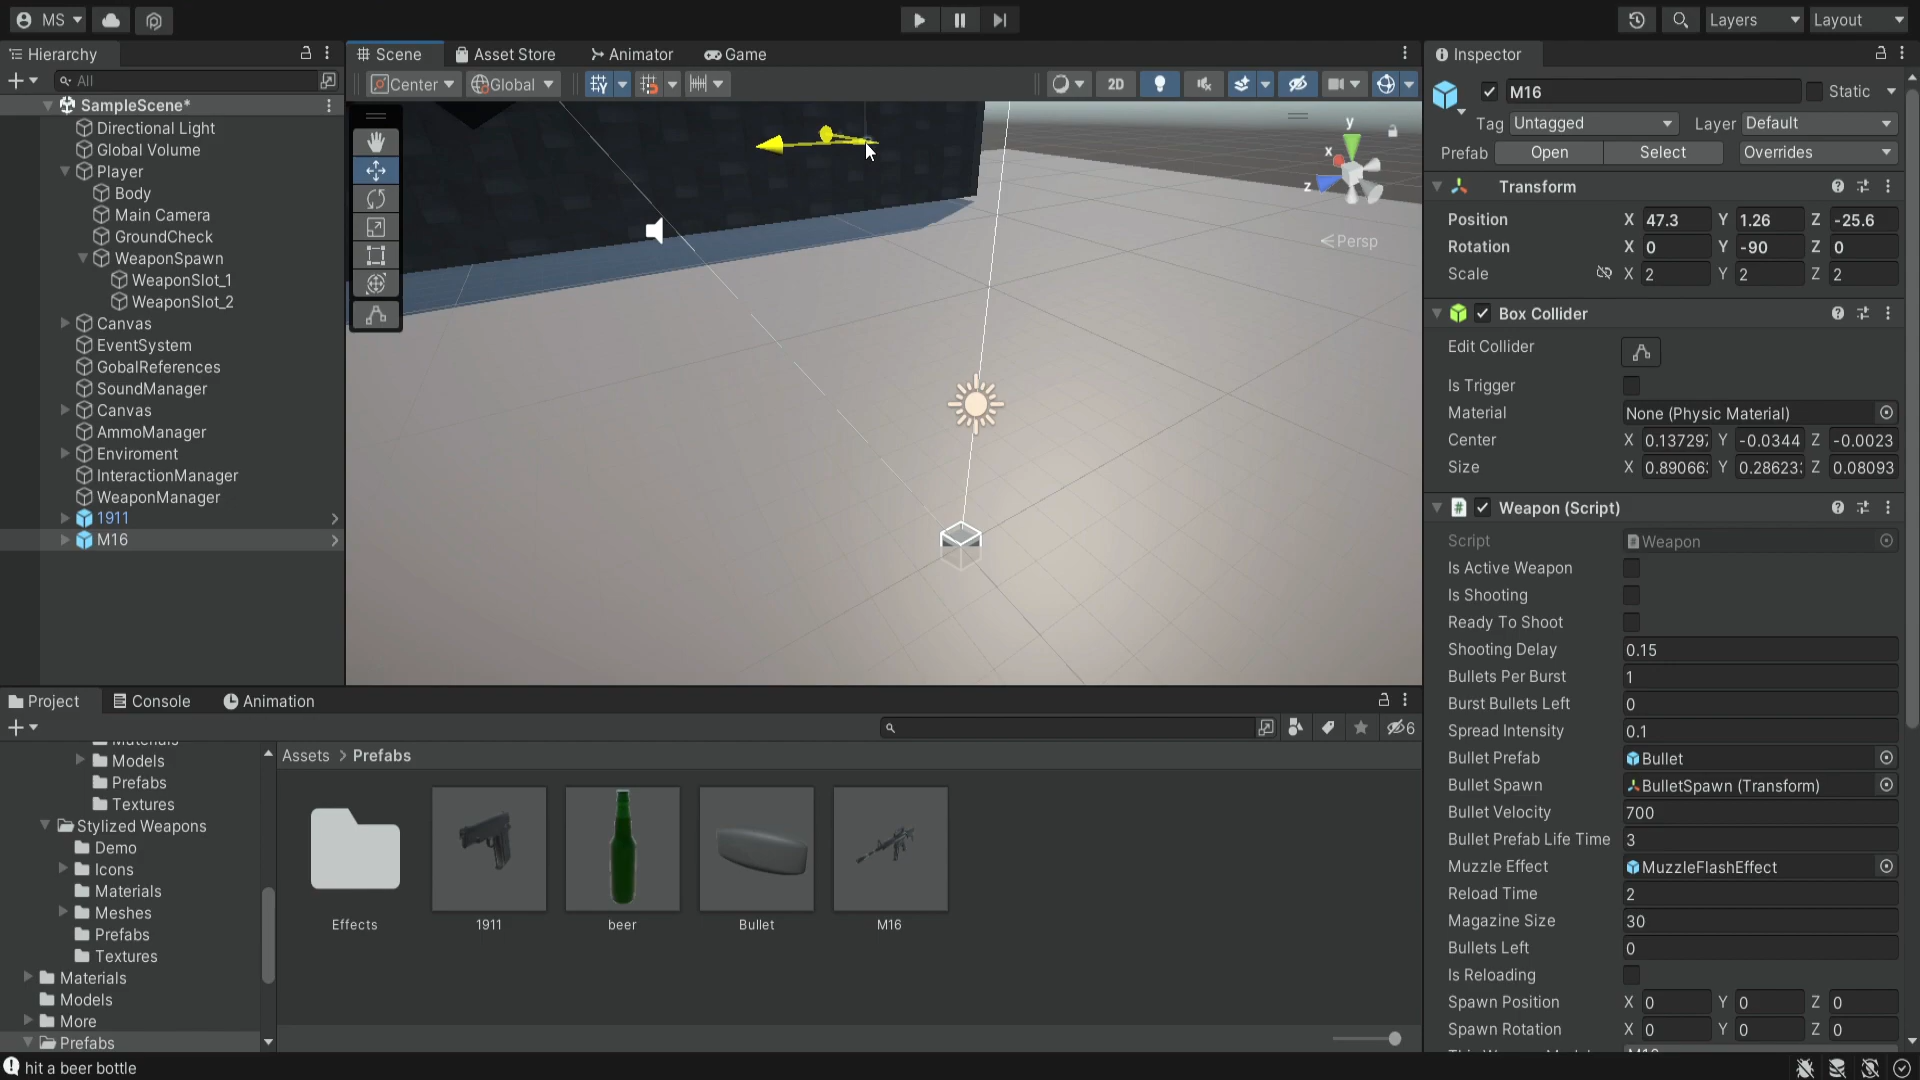 MS
Layers
Layout
Hierarchy
Scene
Asset Store
Animator
Game
Inspector
All
Center
Global
2D
SampleScene*
Directional Light
Global Volume
Player
Body
Main Camera
GroundCheck
WeaponSpawn
WeaponSlot_1
WeaponSlot_2
Canvas
EventSystem
GobalReferences
SoundManager
Canvas
AmmoManager
Enviroment
InteractionManager
WeaponManager
1911
M16
y
x
z
Persp
M16
Static
Tag Untagged Layer Default
Prefab Open Select Overrides
Transform
Position X 47.3 Y 1.26 Z -25.6
Rotation X 0 Y -90 Z 0
Scale X 2 Y 2 Z 2
Box Collider
Edit Collider
Is Trigger
Material None (Physic Material)
Center X 0.13729 Y -0.0344 Z -0.0023
Size X 0.89066 Y 0.28623 Z 0.08093
Weapon (Script)
Script Weapon
Is Active Weapon
Is Shooting
Ready To Shoot
Shooting Delay 0.15
Bullets Per Burst 1
Burst Bullets Left 0
Spread Intensity 0.1
Bullet Prefab Bullet
Bullet Spawn BulletSpawn (Transform)
Bullet Velocity 700
Bullet Prefab Life Time 3
Muzzle Effect MuzzleFlashEffect
Reload Time 2
Magazine Size 30
Bullets Left 0
Is Reloading
Spawn Position X 0 Y 0 Z 0
Spawn Rotation X 0 Y 0 Z 0
Project
Console
Animation
6
Materials
Models
Prefabs
Textures
Stylized Weapons
Demo
Icons
Materials
Meshes
Prefabs
Textures
Materials
Models
More
Prefabs
Assets > Prefabs
Effects
1911
beer
Bullet
M16
hit a beer bottle